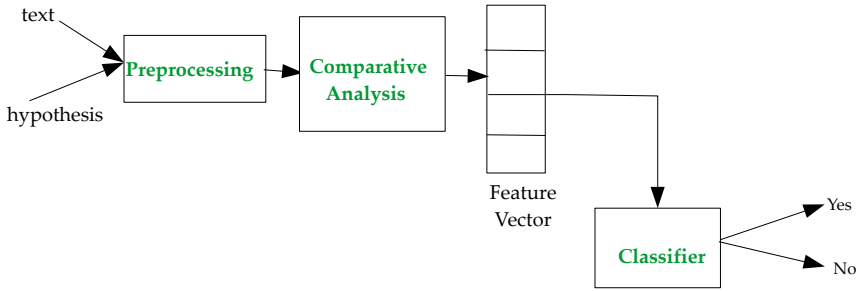 text
hypothesis
Preprocessing
Comparative
Analysis
Feature
Vector
Classifier
Yes
No